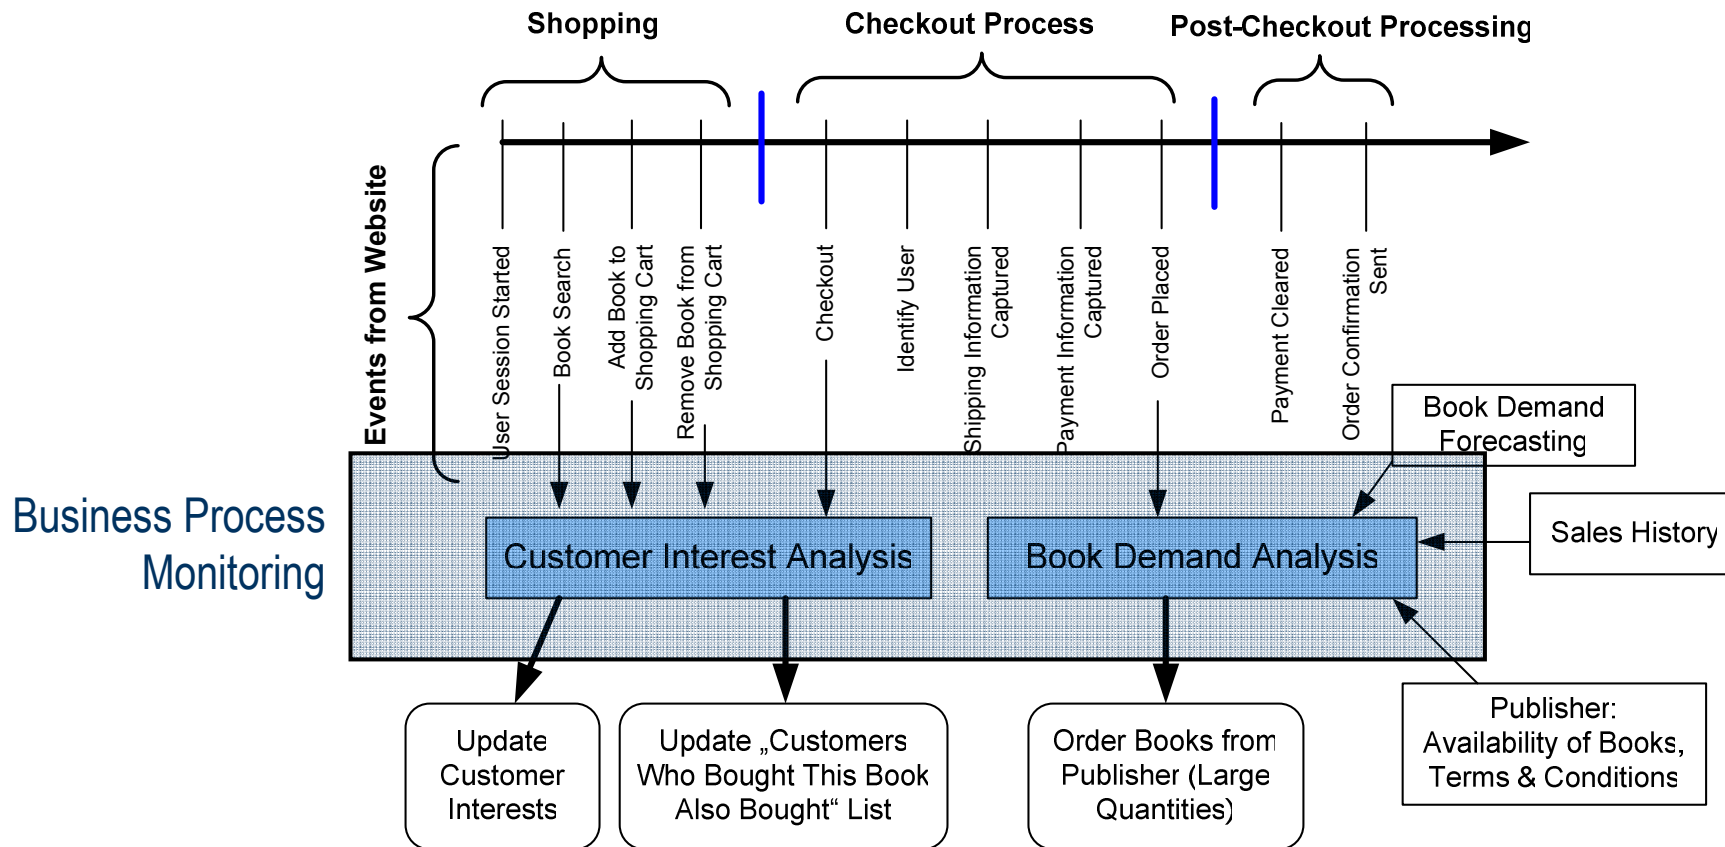 Shopping
Checkout Process
Post-Checkout Processing
Events from Website
User Session Started
Book Search
Add Book to
Shopping Cart
Remove Book from
Shopping Cart
Checkout
Identify User
Shipping Information
Captured
Payment Information
Captured
Order Placed
Payment Cleared
Order Confirmation
Sent
Book Demand
Forecasting
Business Process
Monitoring
Customer Interest Analysis
Book Demand Analysis
Sales History
Update
Customer
Interests
Update „Customers
Who Bought This Book
Also Bought“ List
Order Books from
Publisher (Large
Quantities)
Publisher:
Availability of Books,
Terms & Conditions